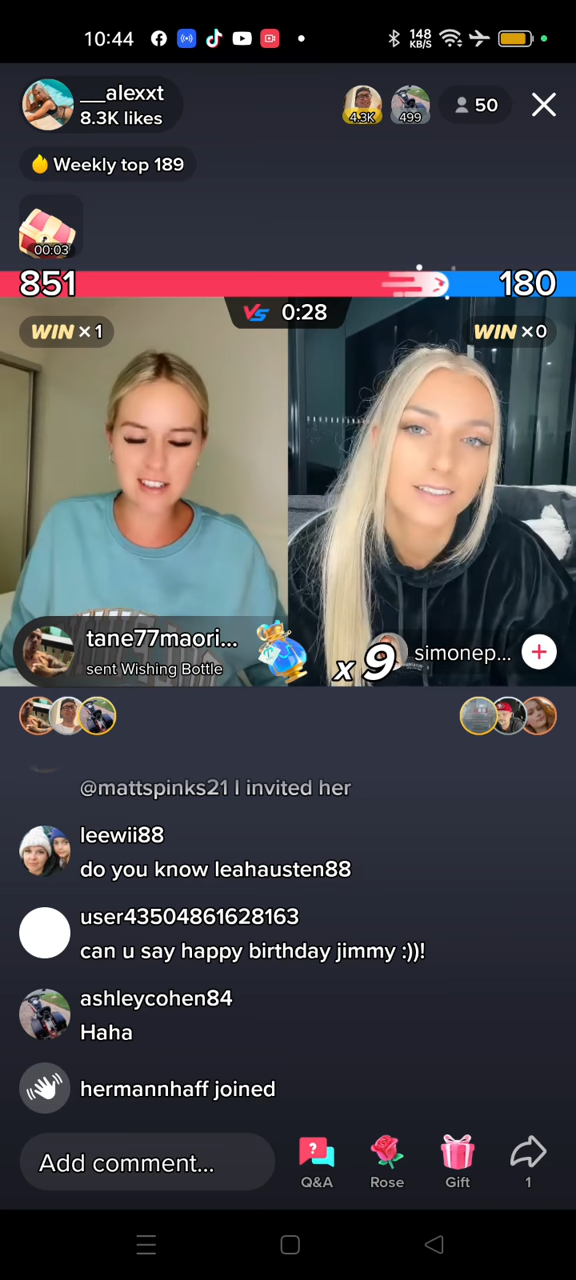 10:44
148
KB/S
__alexxt
8.3K likes
4.3K
499
50
Weekly top 189
00:03
851
180
VS 0:28
WIN ×1
WIN ×0
tane77maori...
sent Wishing Bottle
x 9
simonep...
@mattspinks21 I invited her
leewii88
do you know leahausten88
user43504861628163
can u say happy birthday jimmy :))!
ashleycohen84
Haha
hermannhaff joined
Add comment...
Q&A
Rose
Gift
1